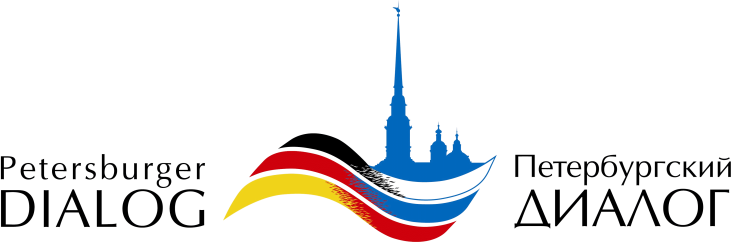 Petersburger
DIALOG
Петербургский
ДИАЛОГ